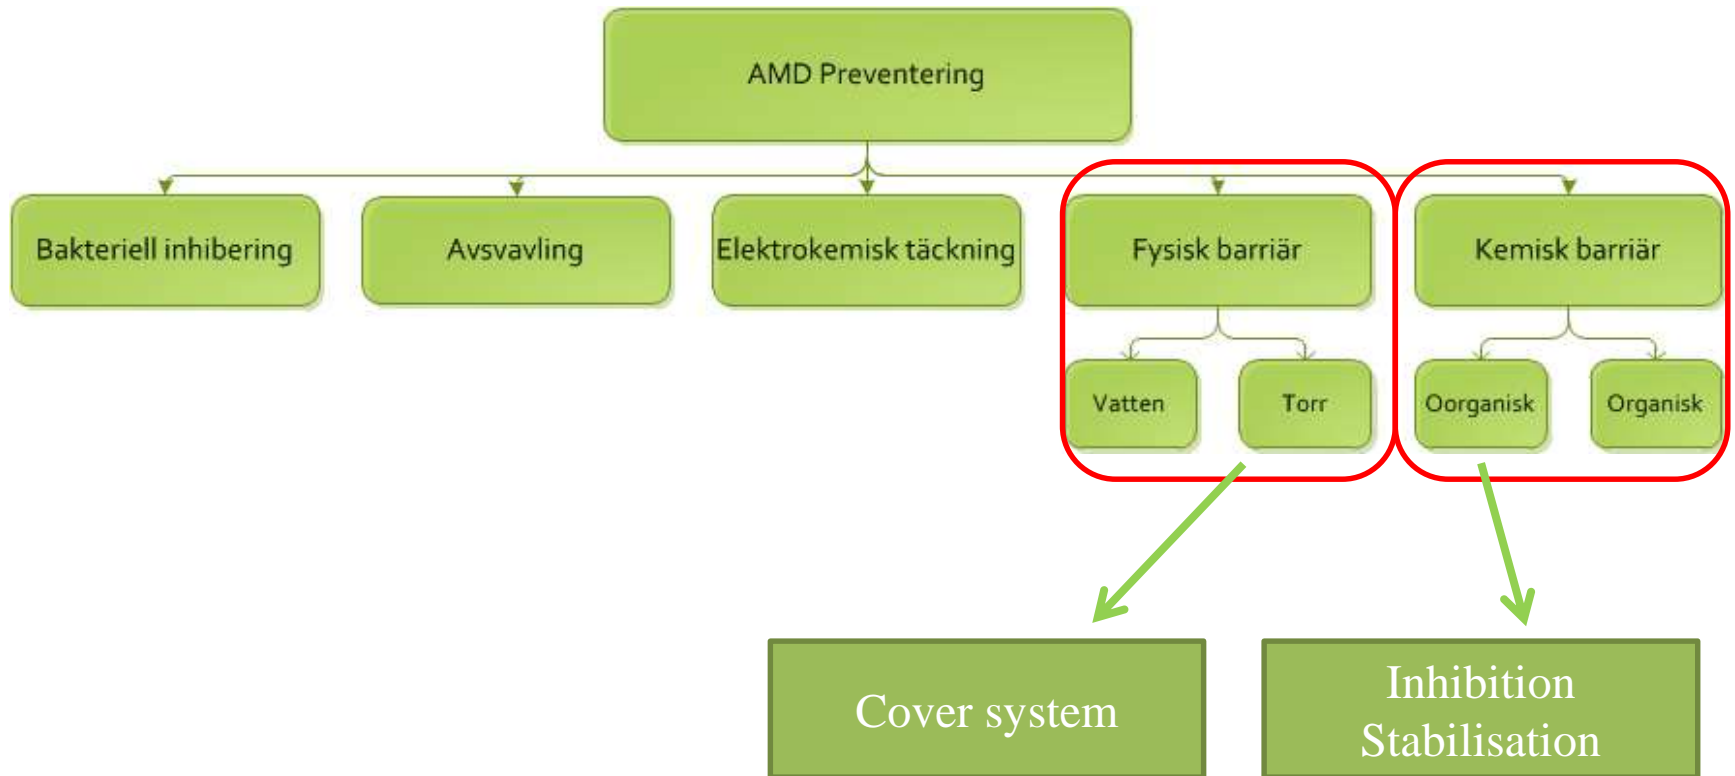 AMD Preventering
Bakteriell inhibering
Avsvavling
Elektrokemisk täckning
Fysisk barriär
Kemisk barriär
Vatten
Torr
Oorganisk
Organisk
Cover system
Inhibition
Stabilisation